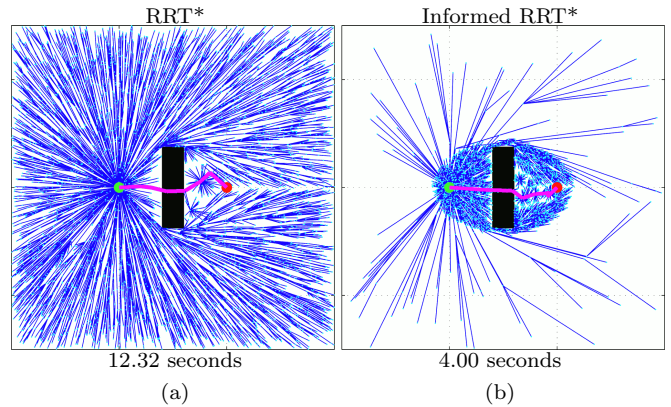 RRT*
Informed RRT*
12.32 seconds
4.00 seconds
(a)
(b)